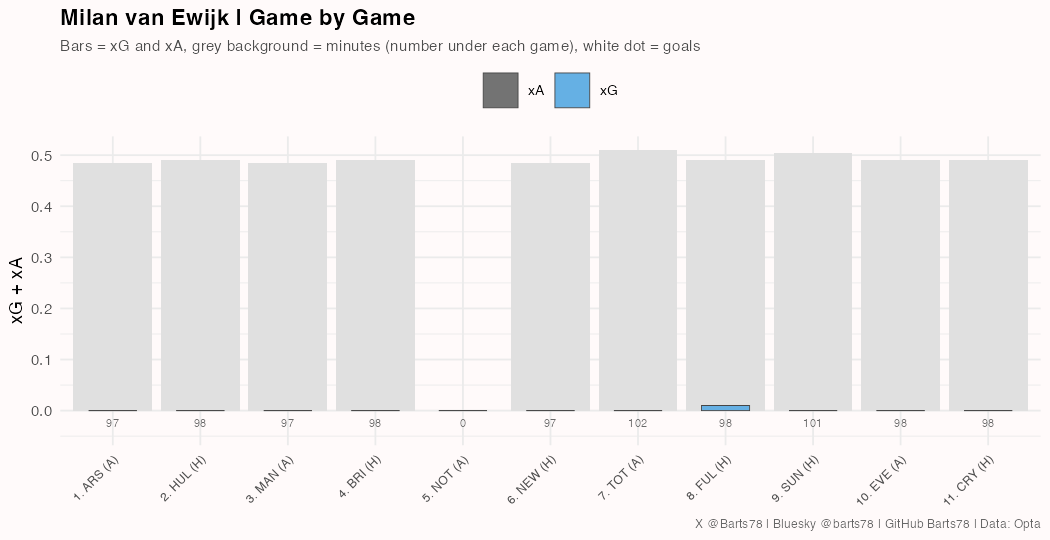 Milan van Ewijk | Game by Game
Bars = xG and xA, grey background = minutes (number under each game), white dot = goals
xA xG
xG + xA
0.5
0.4
0.3
0.2
0.1
0.0
97 98 97 98 0 97 102 98 101 98 98
1. ARS (A) 2. HUL (H) 3. MAN (A) 4. BRI (H) 5. NOT (A) 6. NEW (H) 7. TOT (A) 8. FUL (H) 9. SUN (H) 10. EVE (A) 11. CRY (H)
X @Barts78 | Bluesky @barts78 | GitHub Barts78 | Data: Opta